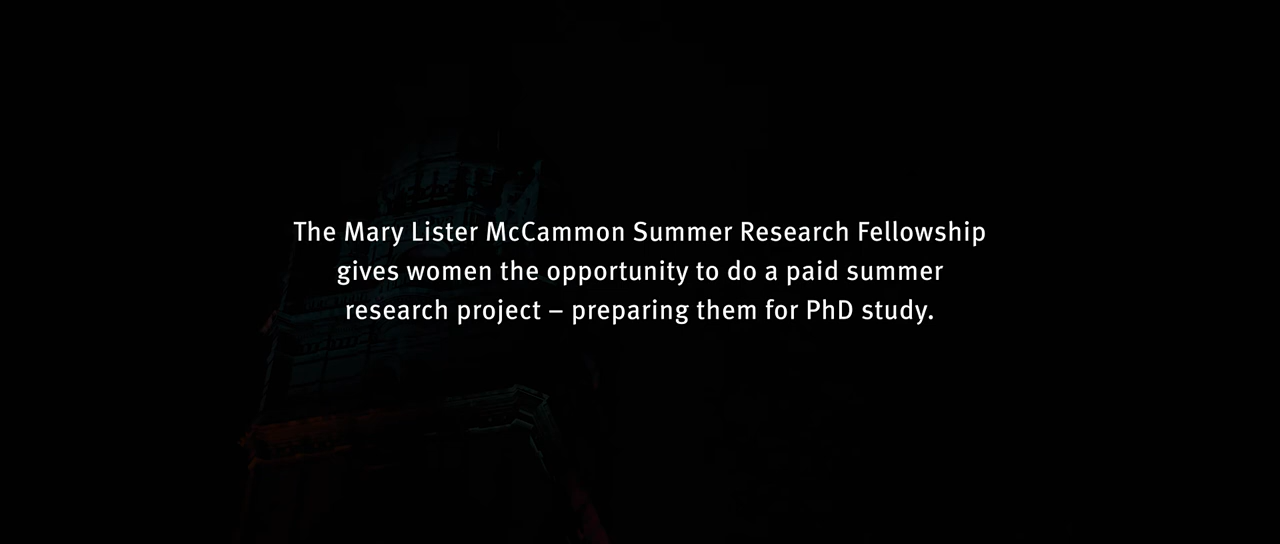 The Mary Lister McCammon Summer Research Fellowship
gives women the opportunity to do a paid summer
research project – preparing them for PhD study.